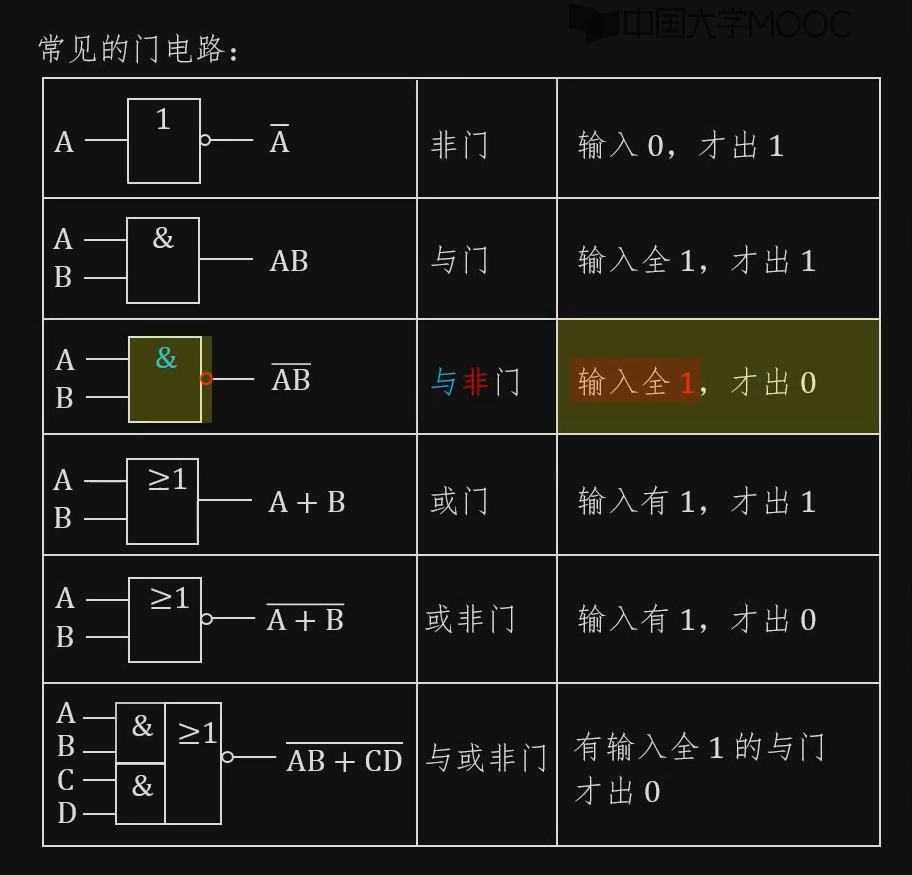 中国大学MOOC
常见的门电路：
A 1 A̅ 非门 输入 0，才出 1
A B & AB 与门 输入全 1，才出 1
A B & A̅B̅ 与非门 输入全 1，才出 0
A B ≥1 A + B 或门 输入有 1，才出 1
A B ≥1 A̅ +̅ B̅ 或非门 输入有 1，才出 0
A B C D & & ≥1 A̅B̅ +̅ C̅D̅ 与或非门 有输入全 1 的与门
才出 0